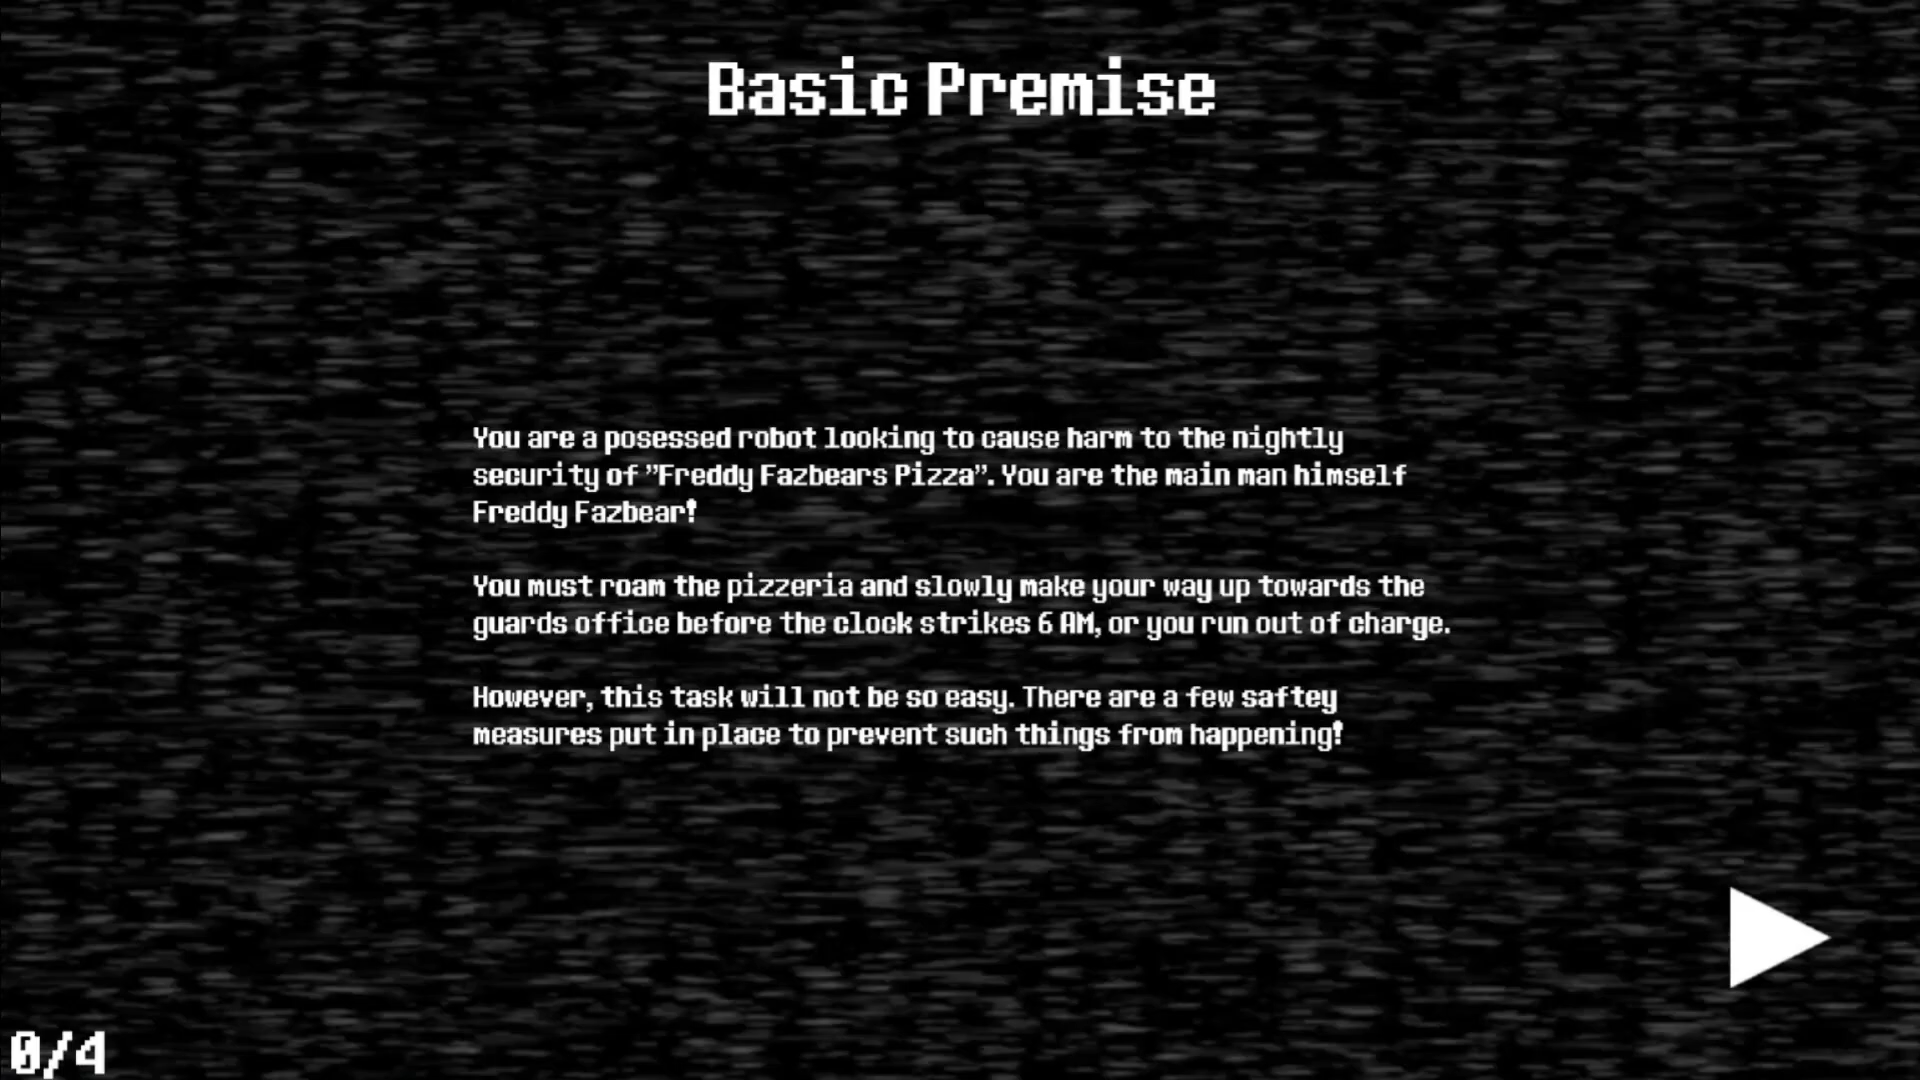 Basic Premise
You are a posessed robot looking to cause harm to the nightly
security of ”Freddy Fazbears Pizza”. You are the main man himself
Freddy Fazbear!
You must roam the pizzeria and slowly make your way up towards the
guards office before the clock strikes 6 AM, or you run out of charge.
However, this task will not be so easy. There are a few saftey
measures put in place to prevent such things from happening!
0/4